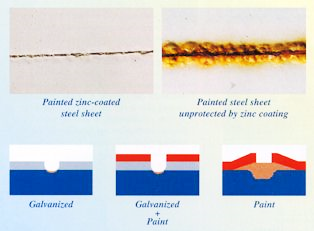 Painted zinc-coated
steel sheet
Painted steel sheet
unprotected by zinc coating
Galvanized
Galvanized
+
Paint
Paint